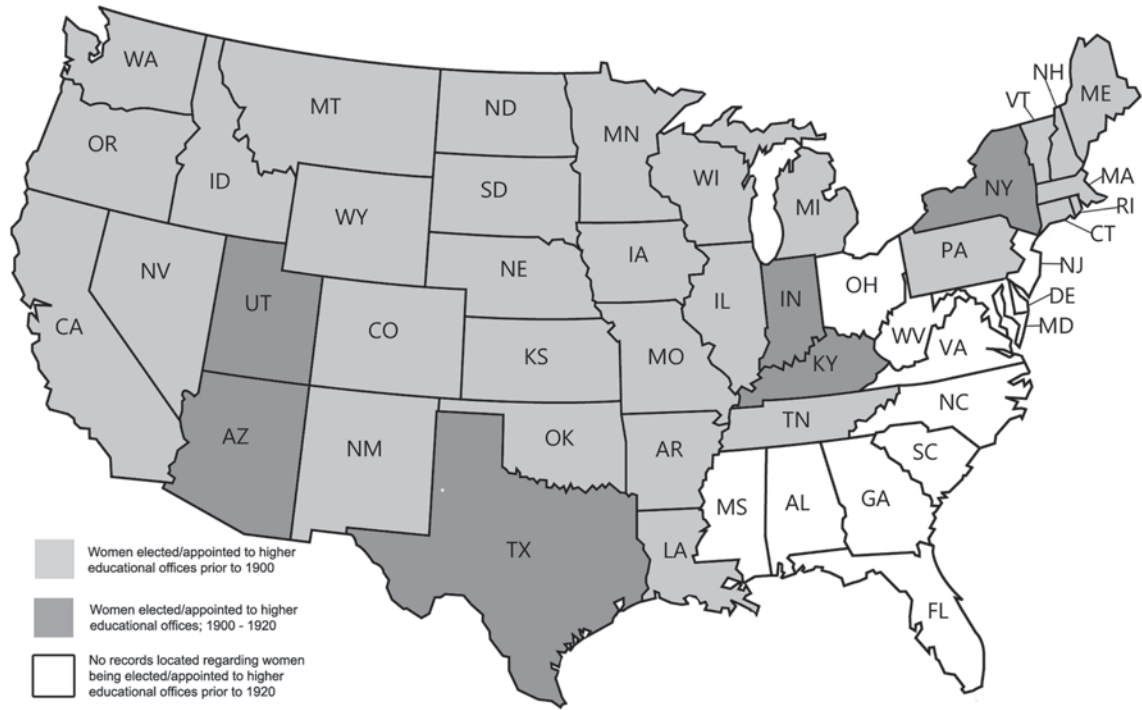 WA
MT
ND
MN
OR
ID
SD
WI
MI
NH
VT
ME
WY
NY
MA
RI
CT
NV
NE
IA
PA
NJ
UT
IL
IN
OH
DE
MD
CA
CO
KS
MO
KY
WV
VA
NC
AZ
NM
OK
AR
TN
SC
MS
AL
GA
TX
LA
FL
Women elected/appointed to higher
educational offices prior to 1900
Women elected/appointed to higher
educational offices; 1900 - 1920
No records located regarding women
being elected/appointed to higher
educational offices prior to 1920